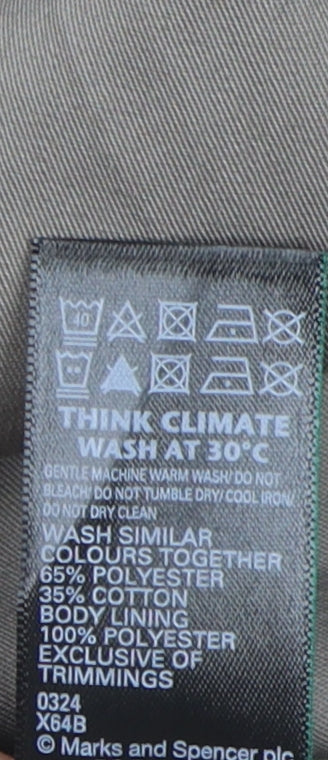 40
THINK CLIMATE
WASH AT 30°C
GENTLE MACHINE WARM WASH/ DO NOT
BLEACH/ DO NOT TUMBLE DRY/ COOL IRON/
DO NOT DRY CLEAN
WASH SIMILAR
COLOURS TOGETHER
65% POLYESTER
35% COTTON
BODY LINING
100% POLYESTER
EXCLUSIVE OF
TRIMMINGS
0324
X64B
© Marks and Spencer plc